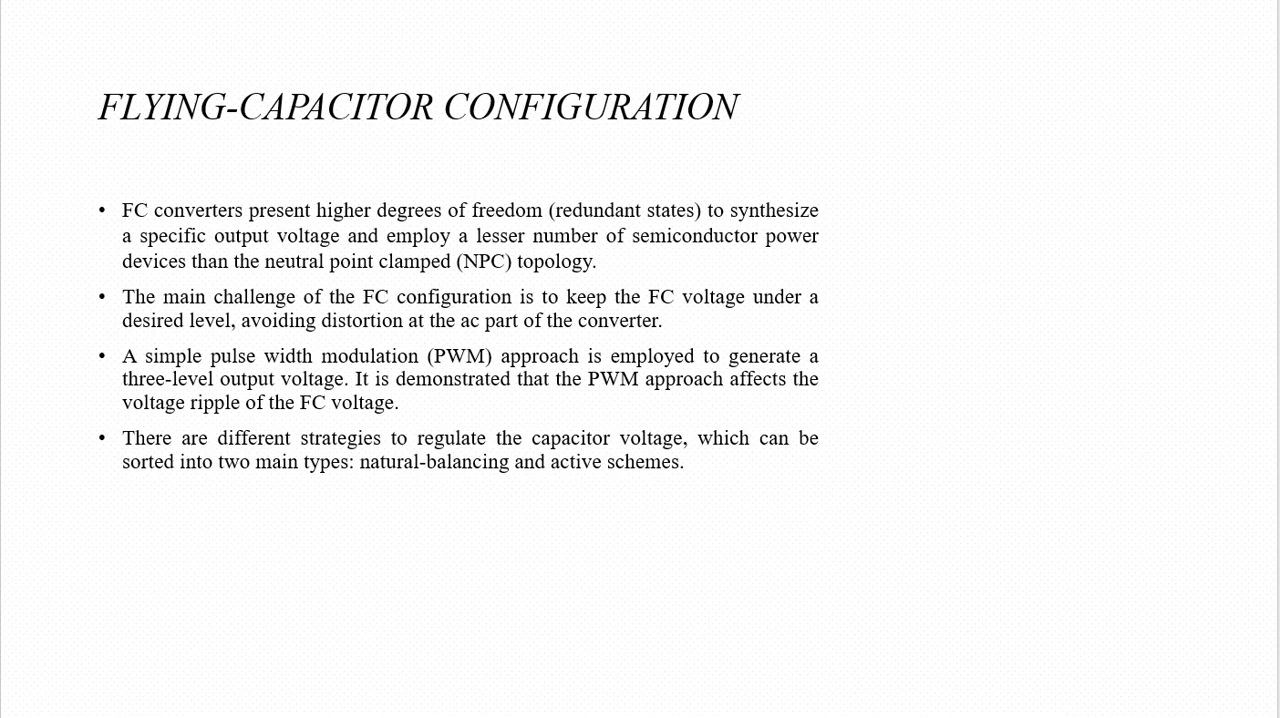 FLYING-CAPACITOR CONFIGURATION
• FC converters present higher degrees of freedom (redundant states) to synthesize
a specific output voltage and employ a lesser number of semiconductor power
devices than the neutral point clamped (NPC) topology.
• The main challenge of the FC configuration is to keep the FC voltage under a
desired level, avoiding distortion at the ac part of the converter.
• A simple pulse width modulation (PWM) approach is employed to generate a
three-level output voltage. It is demonstrated that the PWM approach affects the
voltage ripple of the FC voltage.
• There are different strategies to regulate the capacitor voltage, which can be
sorted into two main types: natural-balancing and active schemes.